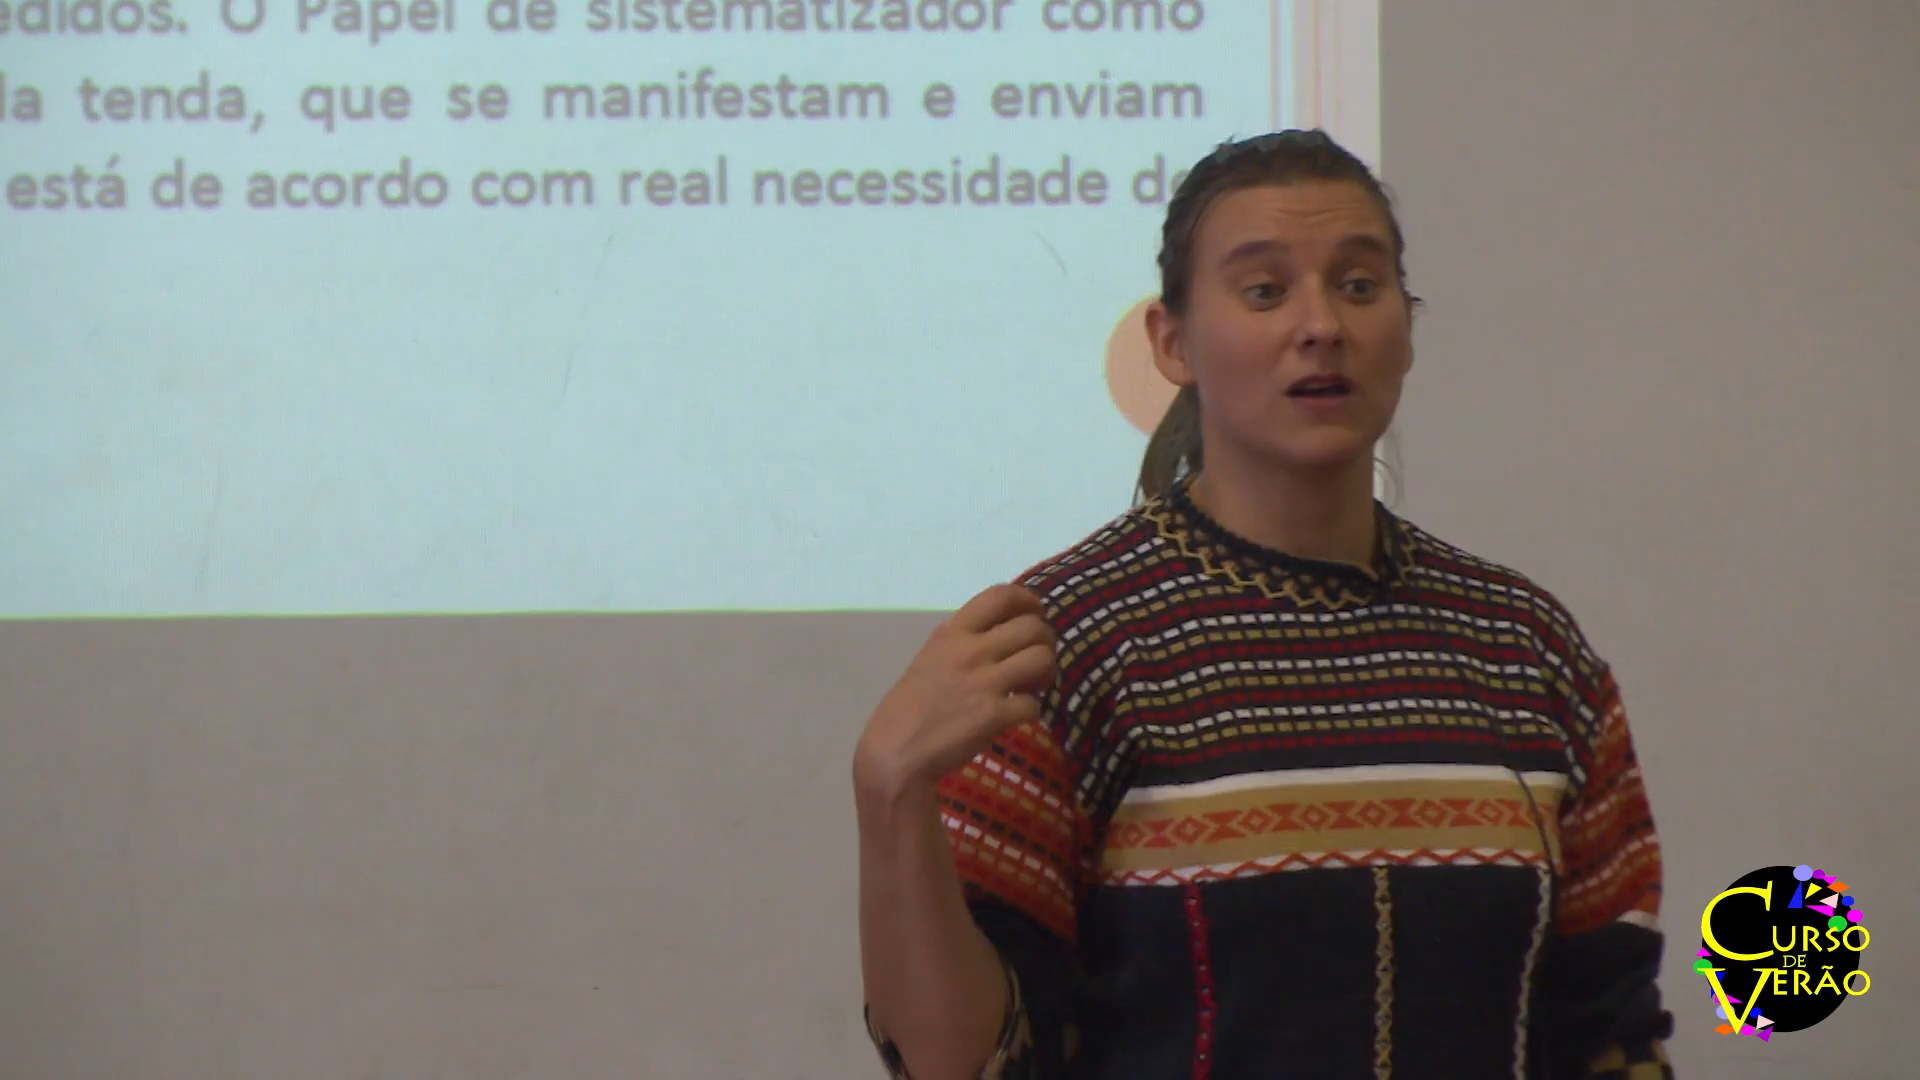 edidos. O Papel de sistematizador como
la tenda, que se manifestam e enviam
está de acordo com real necessidade de
CURSO
DE
VERÃO